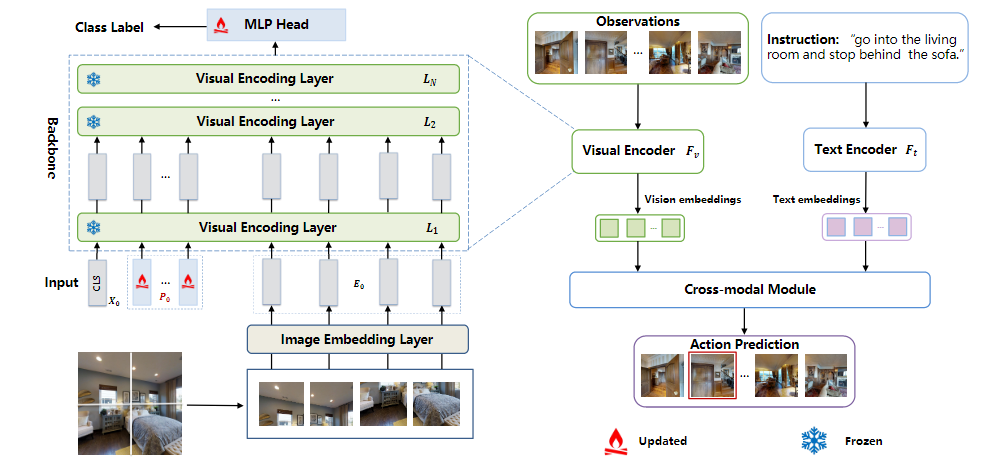 Class Label
MLP Head
Visual Encoding Layer L_N
...
Visual Encoding Layer L_2
...
Visual Encoding Layer L_1
Backbone
Input
CLS
X_0
...
P_0
E_0
Image Embedding Layer
Observations
...
Instruction: “go into the living
room and stop behind the sofa.”
Visual Encoder F_v
Text Encoder F_t
Vision embeddings
Text embeddings
...
...
Cross-modal Module
Action Prediction
...
Updated
Frozen